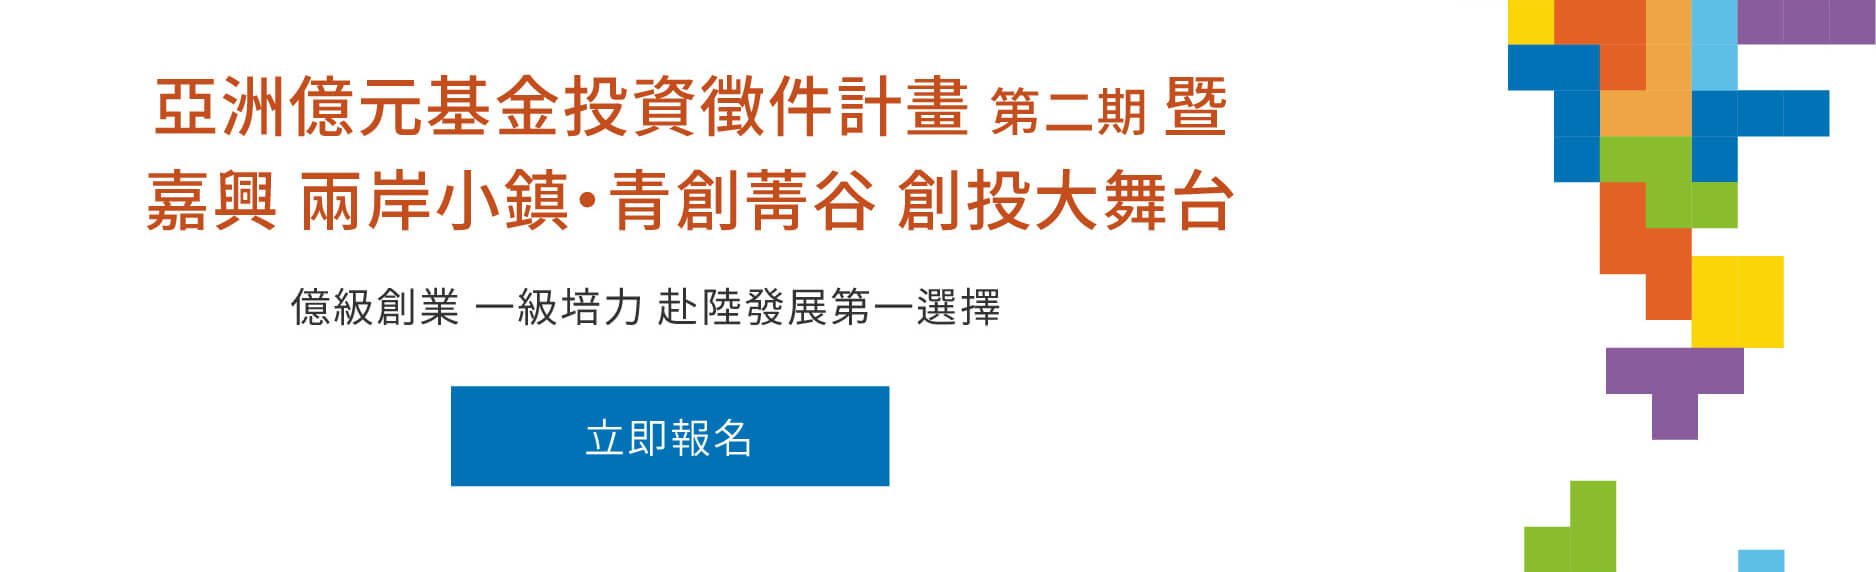 亞洲億元基金投資徵件計畫 第二期 暨
嘉興 兩岸小鎮・青創菁谷 創投大舞台
億級創業 一級培力 赴陸發展第一選擇
立即報名